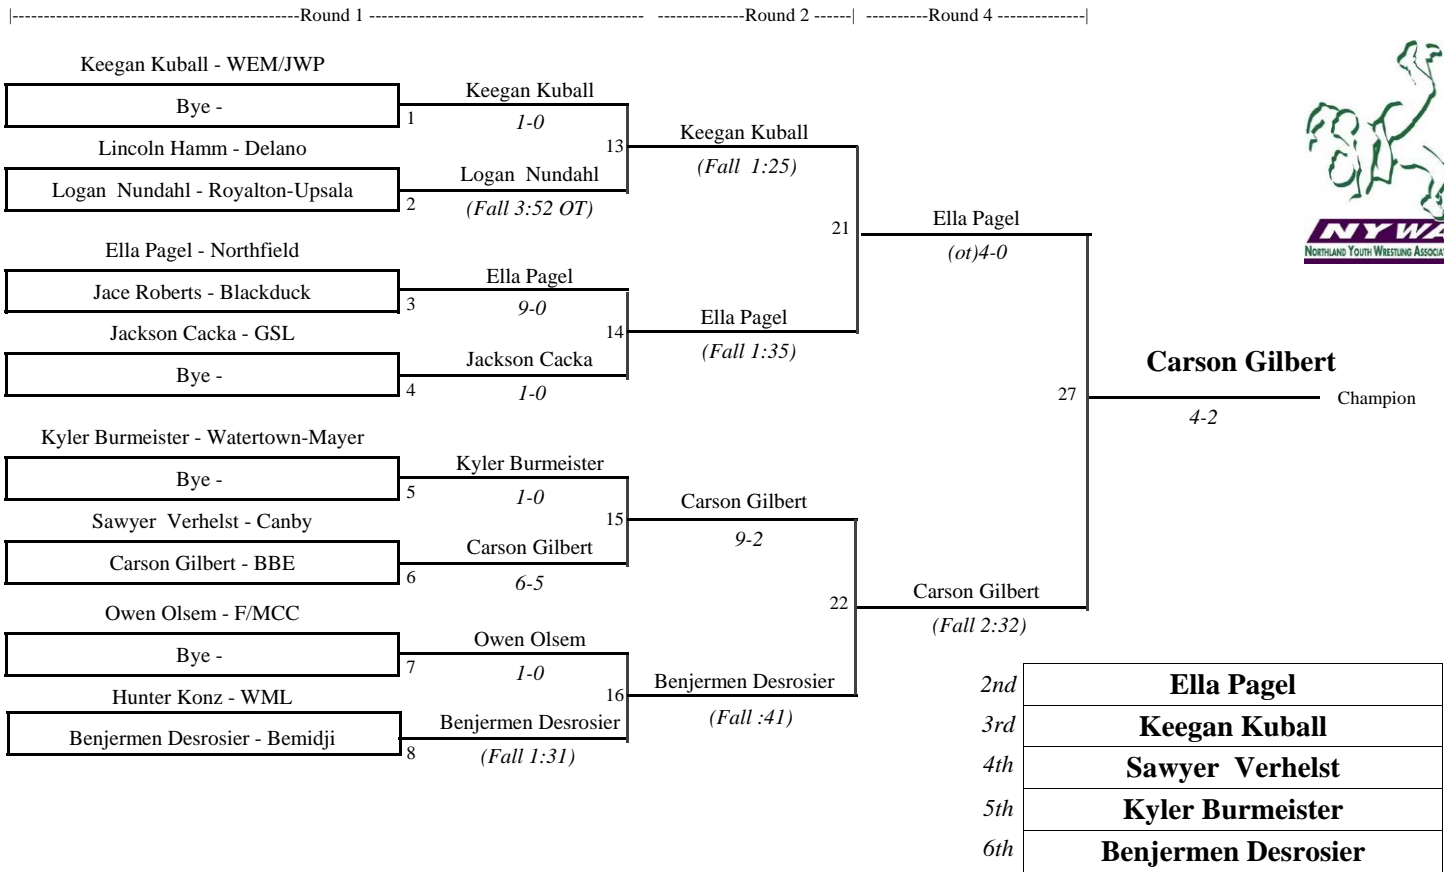 |-----------------------------------------Round 1 ---------------------------------------  --------------Round 2 ------|  ----------Round 4 --------------|
Keegan Kuball - WEM/JWP
Bye -
1
Keegan Kuball
1-0
Lincoln Hamm - Delano
Logan  Nundahl - Royalton-Upsala
2
Logan  Nundahl
(Fall 3:52 OT)
13
Keegan Kuball
(Fall  1:25)
Ella Pagel - Northfield
Jace Roberts - Blackduck
3
Ella Pagel
9-0
Jackson Cacka - GSL
Bye -
4
Jackson Cacka
1-0
14
Ella Pagel
(Fall 1:35)
21
Ella Pagel
(ot)4-0
Kyler Burmeister - Watertown-Mayer
Bye -
5
Kyler Burmeister
1-0
Sawyer  Verhelst - Canby
Carson Gilbert - BBE
6
Carson Gilbert
6-5
15
Carson Gilbert
9-2
Owen Olsem - F/MCC
Bye -
7
Owen Olsem
1-0
Hunter Konz - WML
Benjermen Desrosier - Bemidji
8
Benjermen Desrosier
(Fall 1:31)
16
Benjermen Desrosier
(Fall :41)
22
Carson Gilbert
(Fall 2:32)
27
Carson Gilbert
4-2
Champion
NYWA
NORTHLAND YOUTH WRESTLING
2nd Ella Pagel
3rd Keegan Kuball
4th Sawyer  Verhelst
5th Kyler Burmeister
6th Benjermen Desrosier